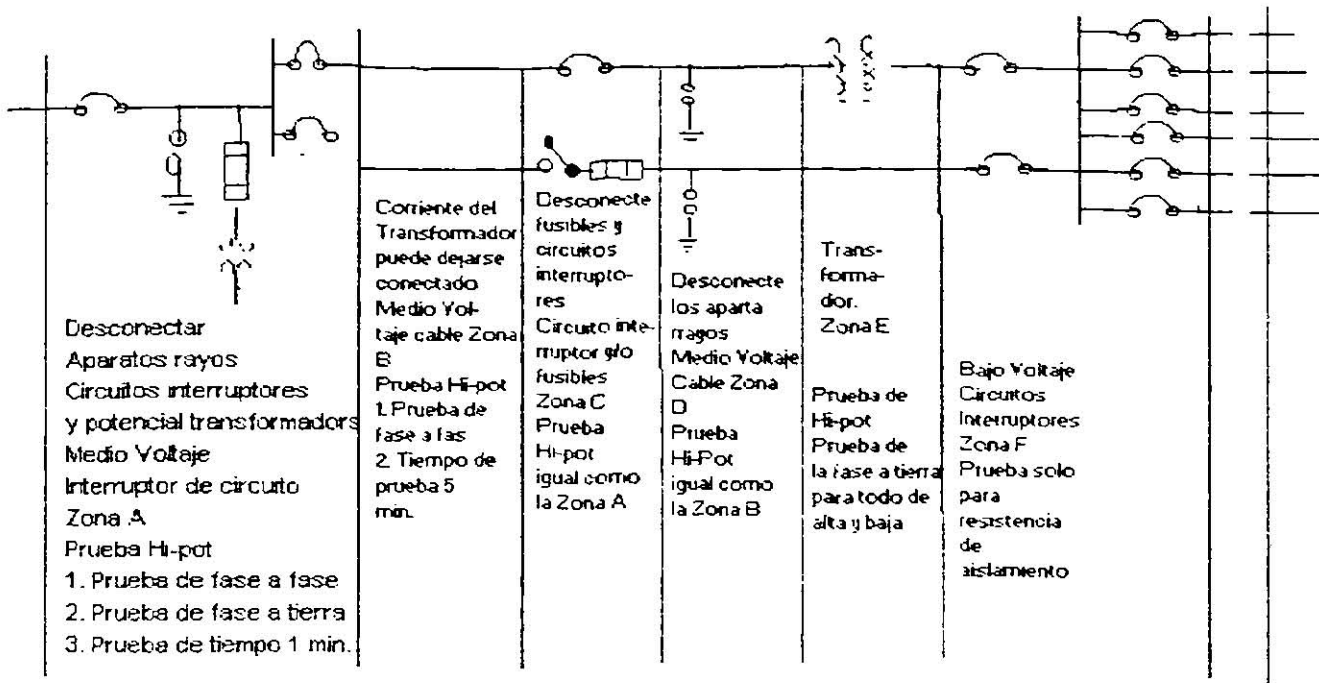 Desconectar
Aparatos rayos
Circuitos interruptores
y potencial transformadors
Medio Voltaje
Interruptor de circuito
Zona A
Prueba Hi-pot
1. Prueba de fase a fase
2. Prueba de fase a tierra
3. Prueba de tiempo 1 min.
Corriente del
Transformador
puede dejarse
conectado
Medio Vol-
taje cable Zona
B
Prueba Hi-pot
1. Prueba de
fase a fas
2. Tiempo de
prueba 5
min.
Desconecte
fusibles y
circuitos
interrupto-
res
Circuito inte-
rruptor y/o
fusibles
Zona C
Prueba
Hi-pot
igual como
la Zona A
Desconecte
los aparta
rrayos
Medio Voltaje
Cable Zona
D
Prueba
Hi-Pot
igual como
la Zona B
Trans-
forma-
dor.
Zona E
Prueba de
Hi-pot
Prueba de
la fase a tierra
para todo de
alta y baja
Bajo Voltaje
Circuitos
Interruptores
Zona F
Prueba solo
para
resistencia
de
aislamiento